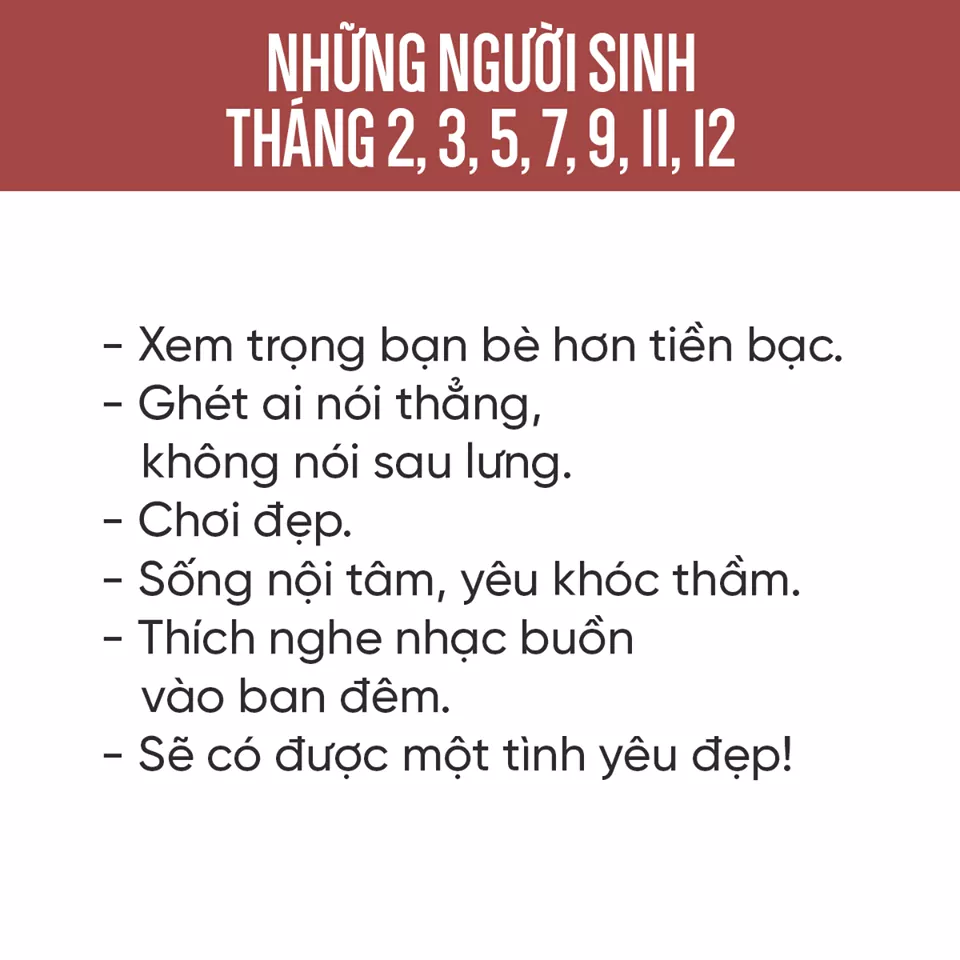 NHỮNG NGƯỜI SINH
THÁNG 2, 3, 5, 7, 9, 11, 12
- Xem trọng bạn bè hơn tiền bạc.
- Ghét ai nói thẳng,
không nói sau lưng.
- Chơi đẹp.
- Sống nội tâm, yêu khóc thầm.
- Thích nghe nhạc buồn
vào ban đêm.
- Sẽ có được một tình yêu đẹp!